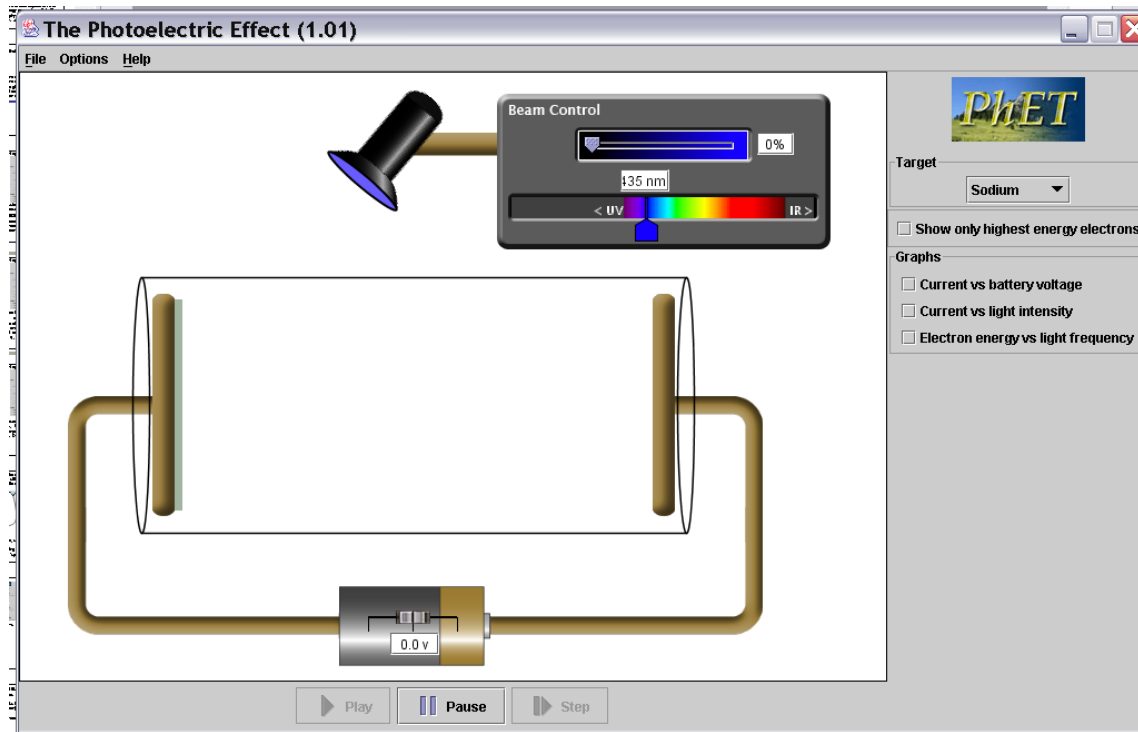 The Photoelectric Effect (1.01)
File Options Help
PhET
Beam Control
0%
435 nm
< UV IR >
Target
Sodium
Show only highest energy electrons
Graphs
Current vs battery voltage
Current vs light intensity
Electron energy vs light frequency
0.0 v
Play Pause Step